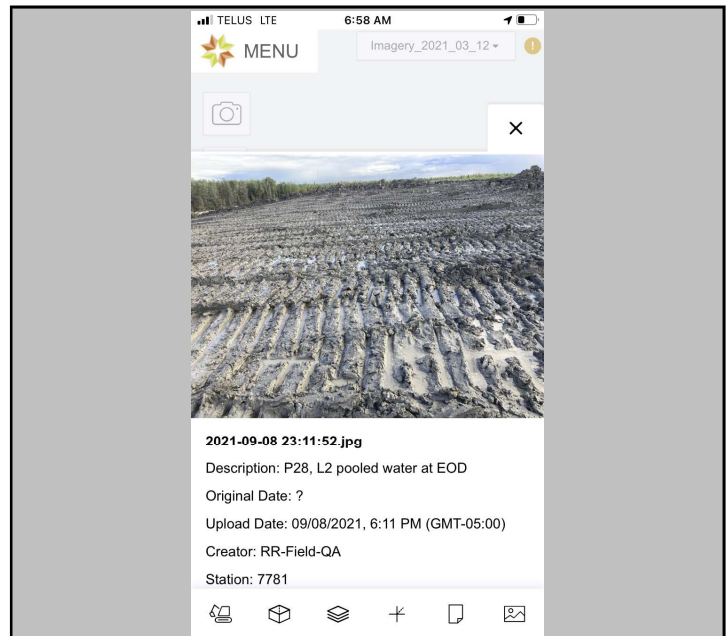 TELUS LTE 6:58 AM
MENU
Imagery_2021_03_12
!
2021-09-08 23:11:52.jpg
Description: P28, L2 pooled water at EOD
Original Date: ?
Upload Date: 09/08/2021, 6:11 PM (GMT-05:00)
Creator: RR-Field-QA
Station: 7781